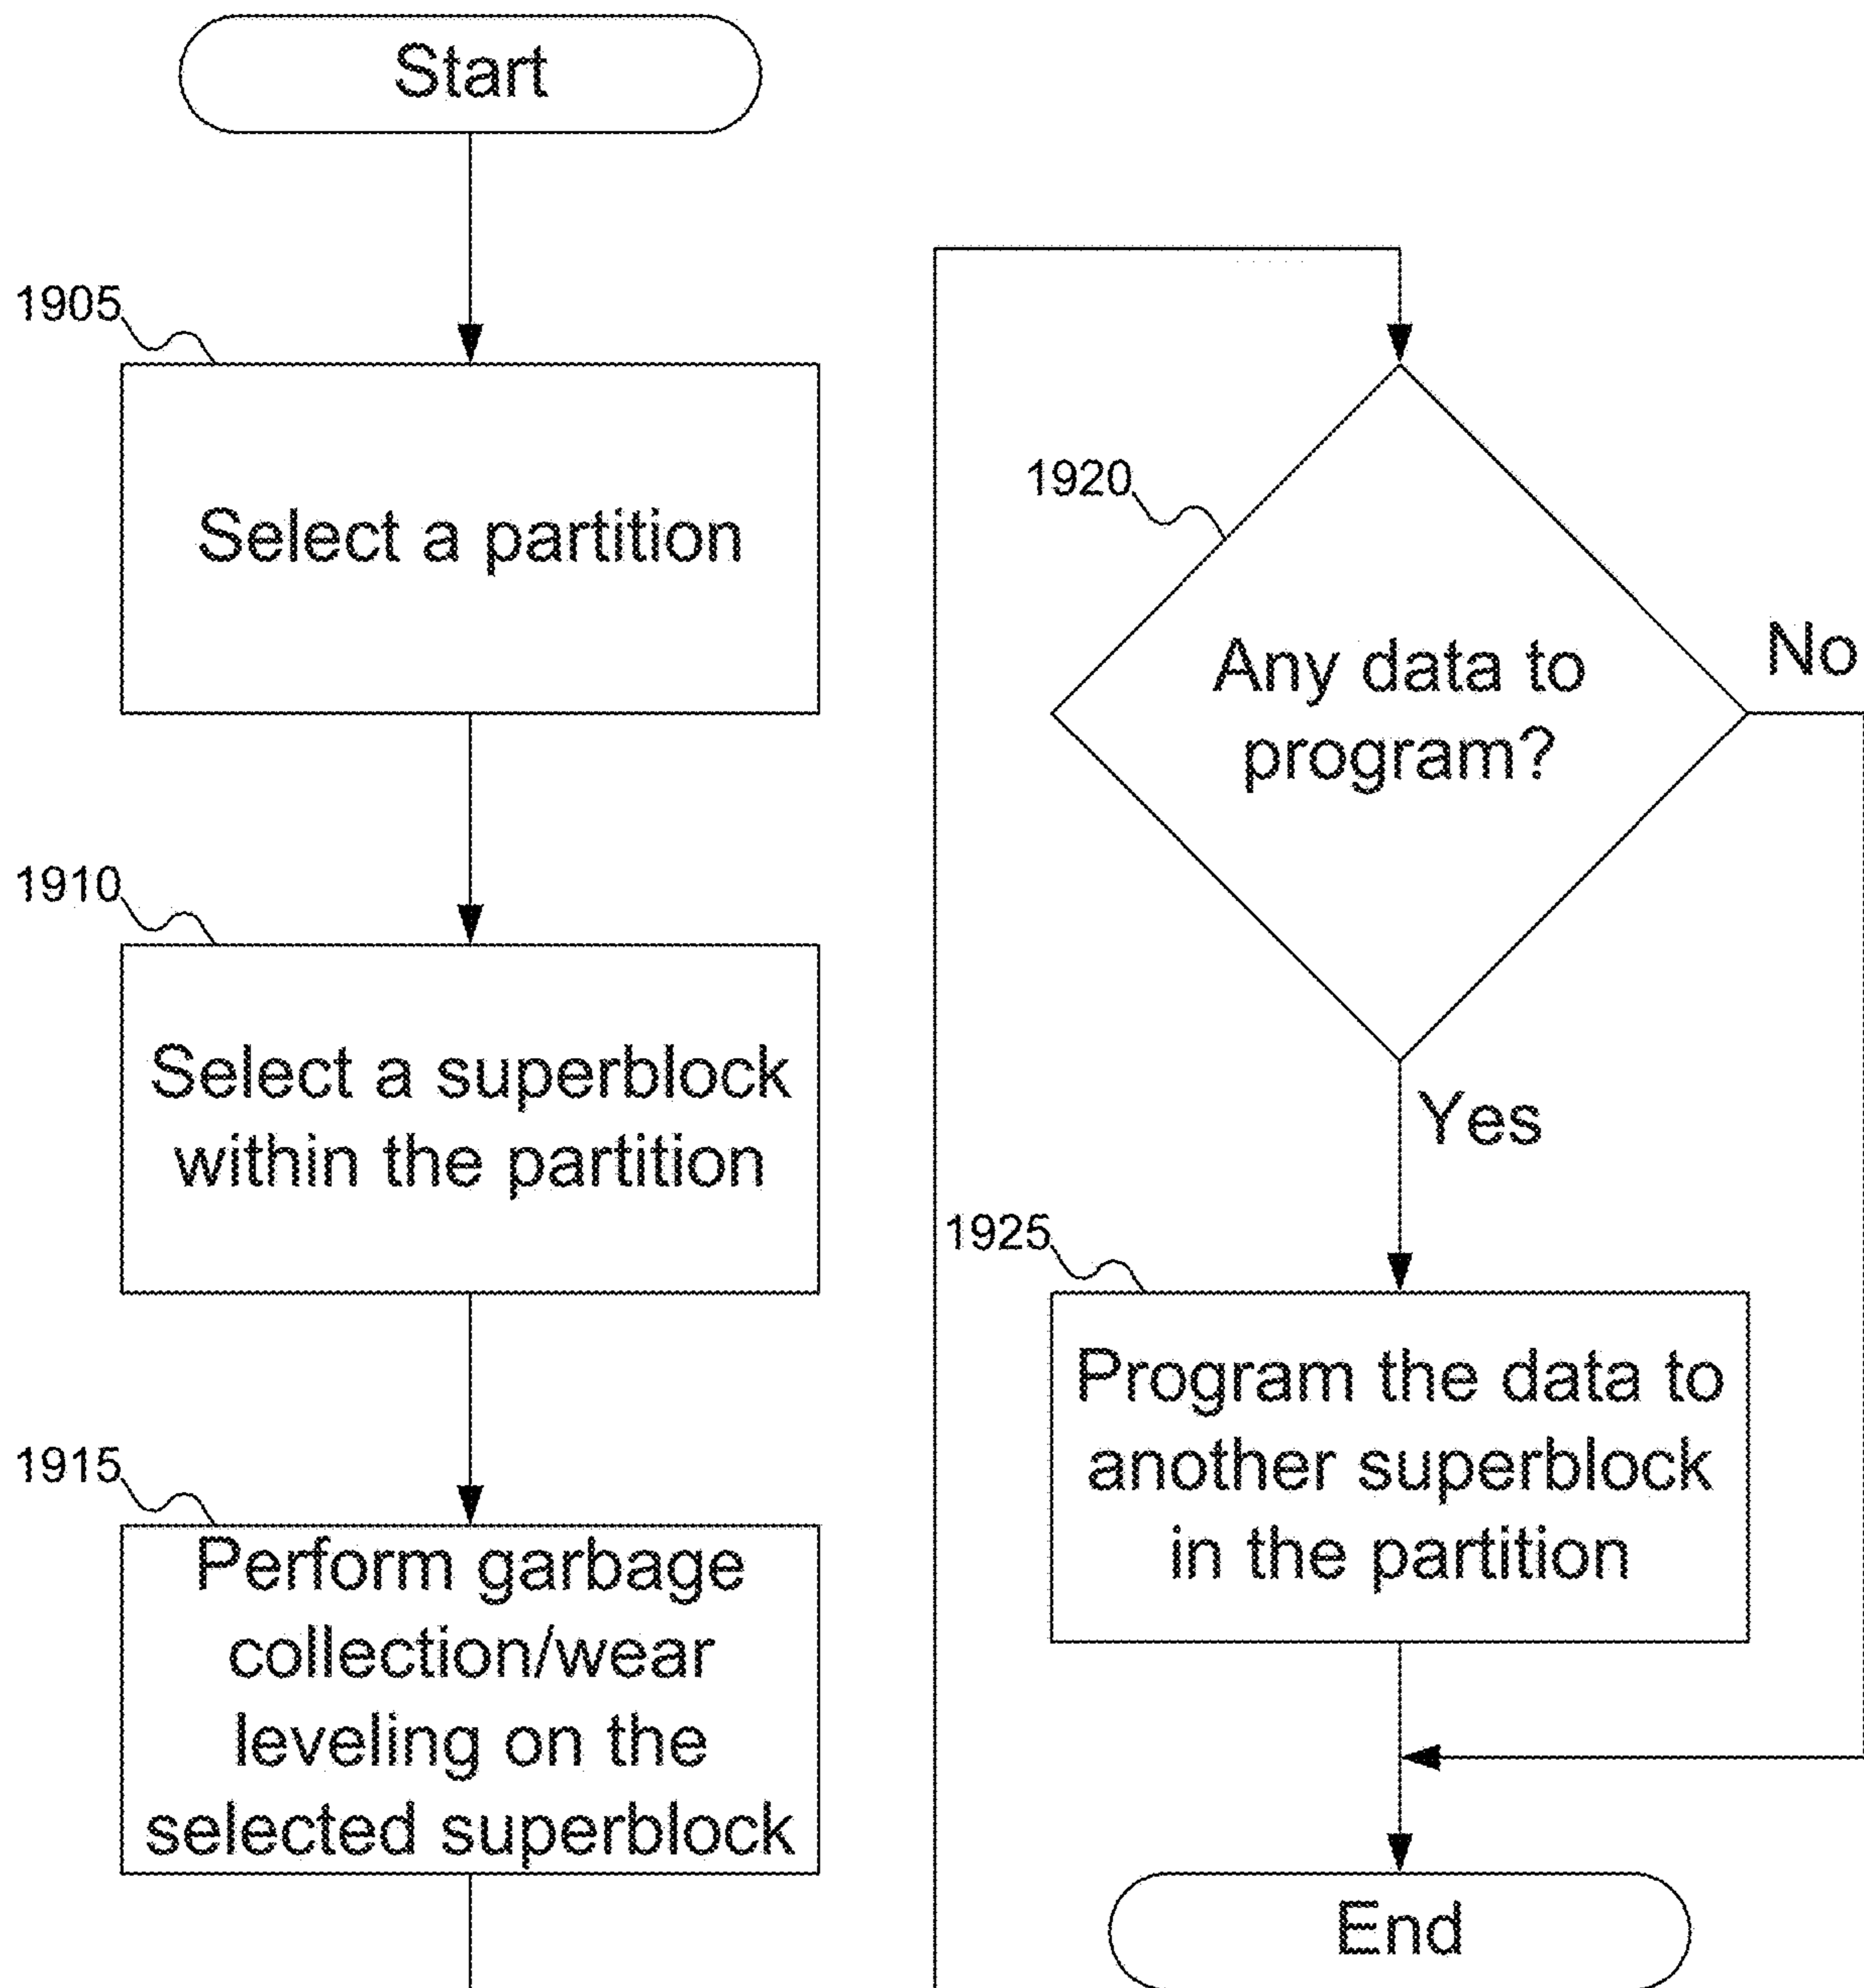 Start
1905
Select a partition
1910
Select a superblock
within the partition
1915
Perform garbage
collection/wear
leveling on the
selected superblock
1920
Any data to
program?
No
Yes
1925
Program the data to
another superblock
in the partition
End